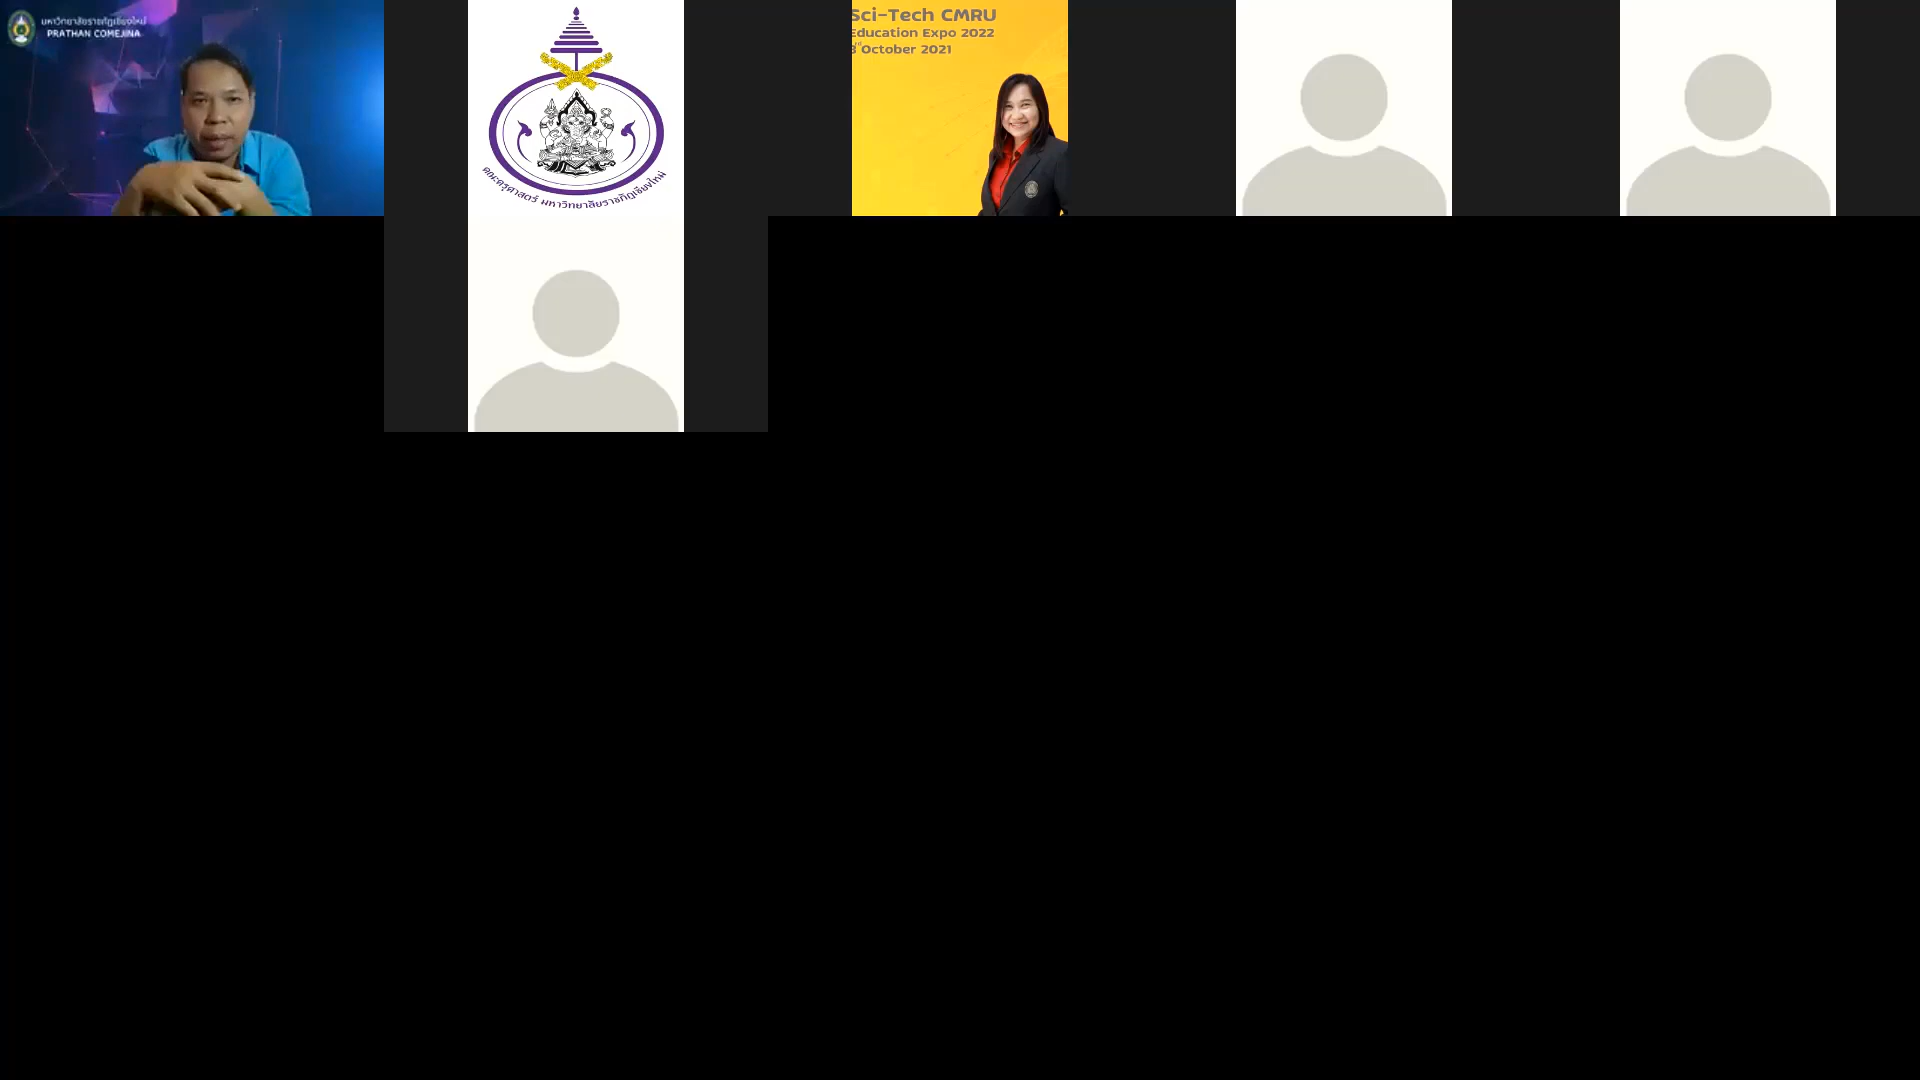 มหาวิทยาลัยราชภัฏเชียงใหม่
PRATHAN COMEJINA
คณะครุศาสตร์ มหาวิทยาลัยราชภัฏเชียงใหม่
Sci-Tech CMRU
Education Expo 2022
October 2021